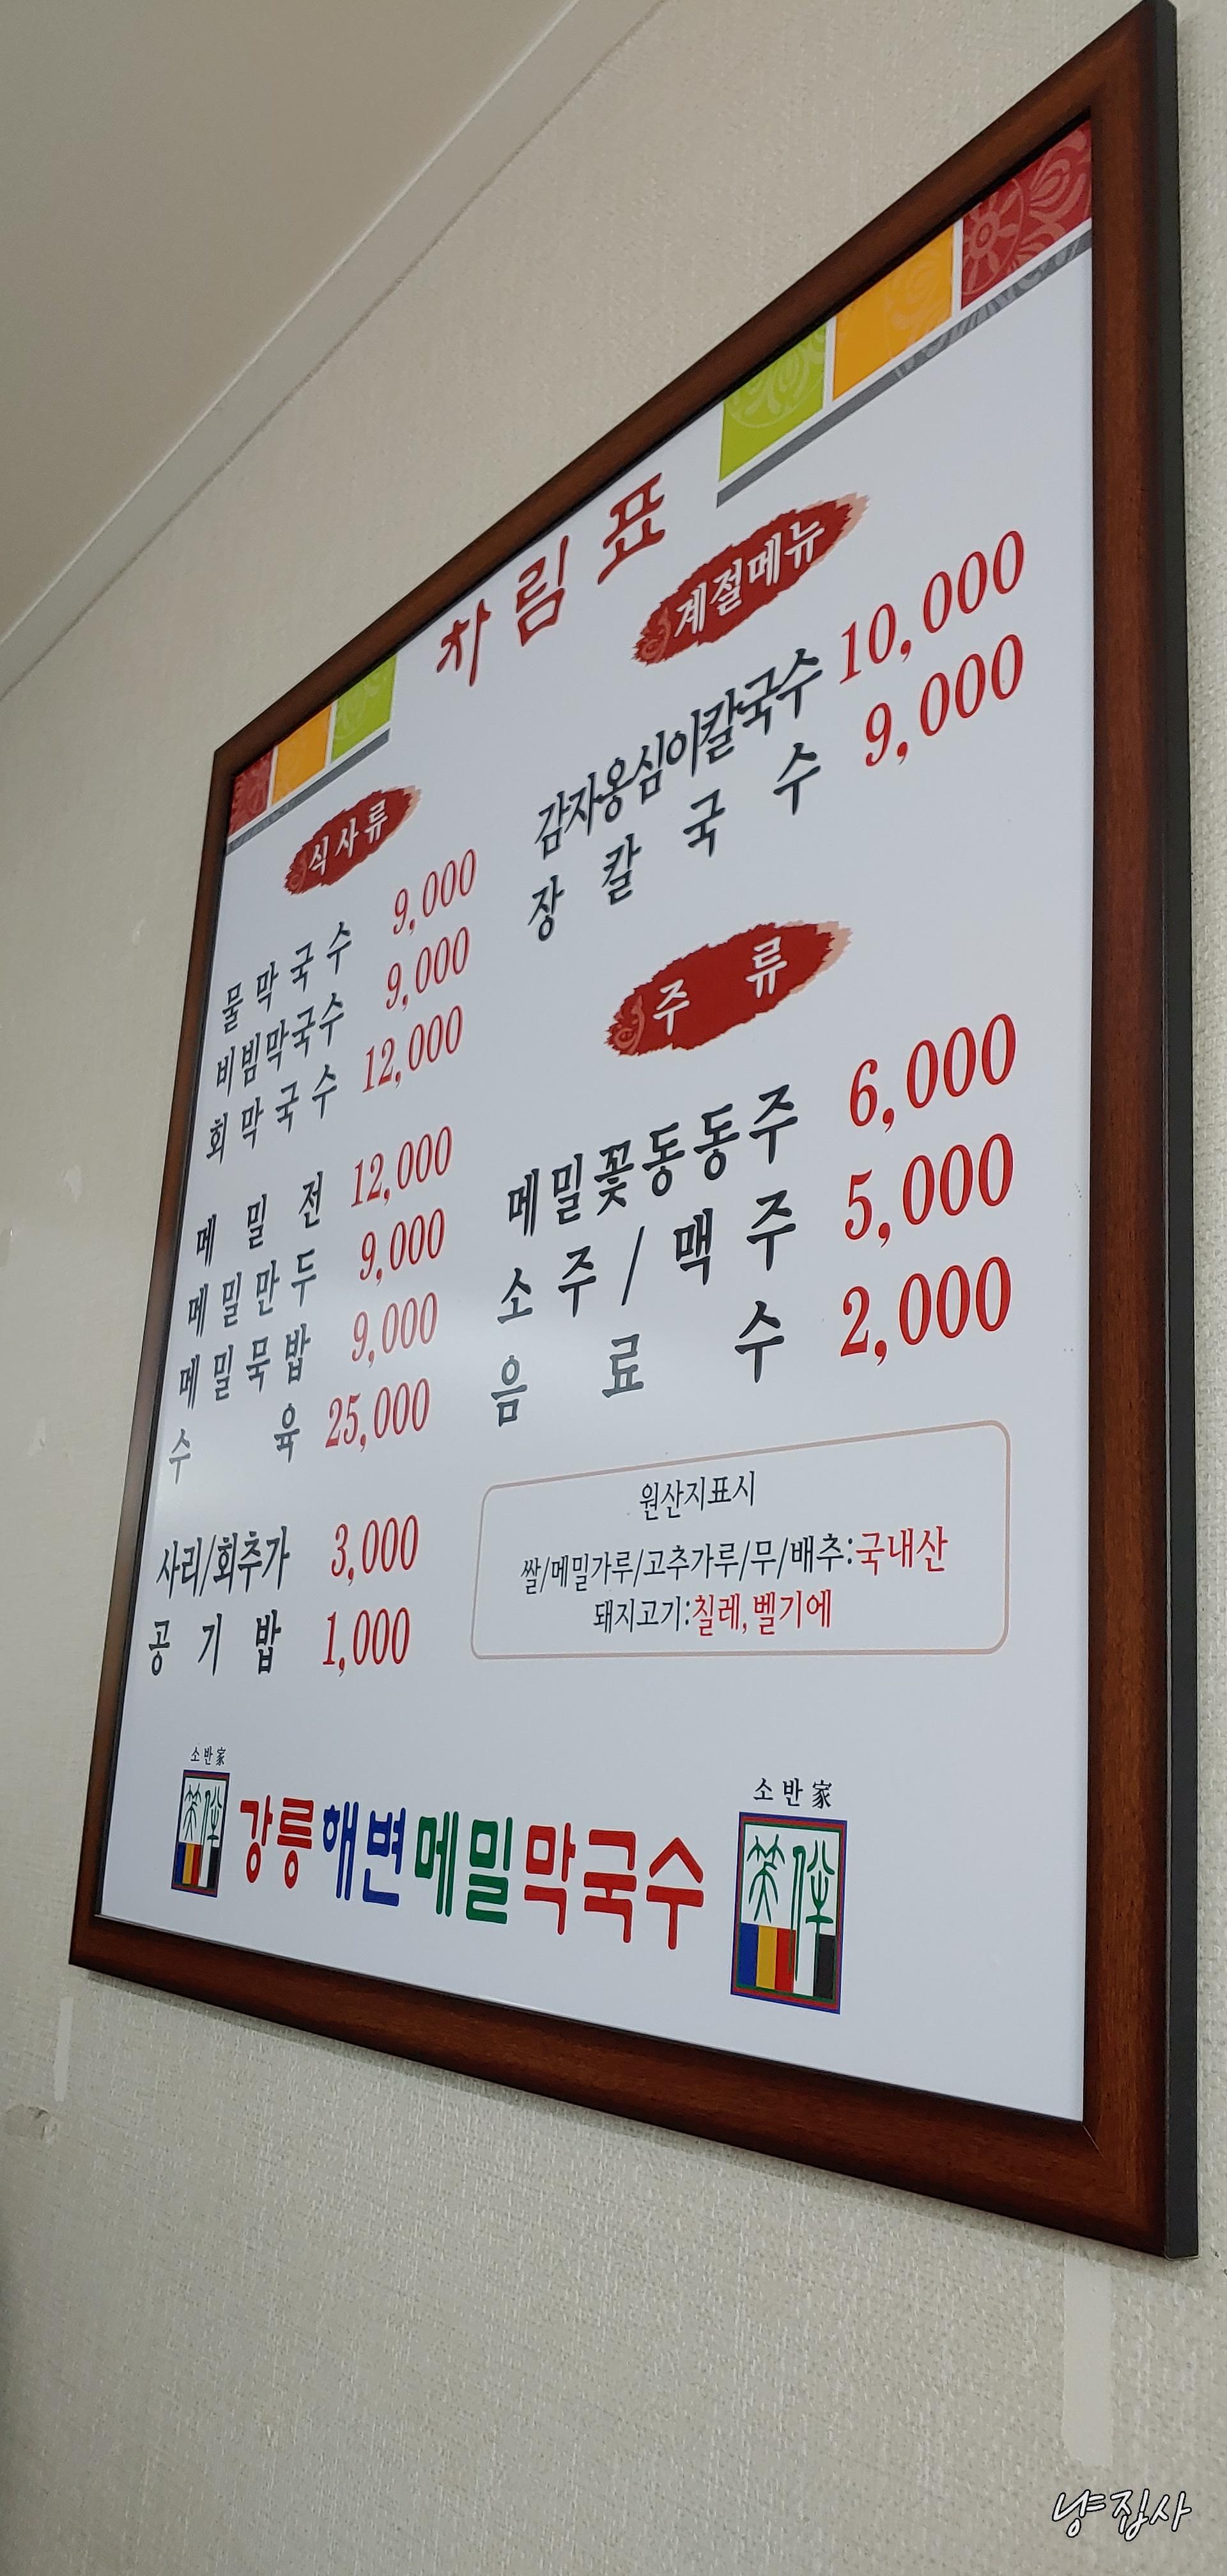 차림표
식사류
물막국수 9,000
비빔막국수 9,000
회막국수 12,000
메밀전 12,000
메밀만두 9,000
메밀묵밥 9,000
수육 25,000
사리/회추가 3,000
공기밥 1,000
계절메뉴
감자옹심이칼국수 10,000
장칼국수 9,000
주류
메밀꽃동동주 6,000
소주/맥주 5,000
음료수 2,000
원산지표시
쌀/메밀가루/고추가루/무/배추:국내산
돼지고기:칠레, 벨기에
소반家
강릉해변메밀막국수
소반家
냥집사